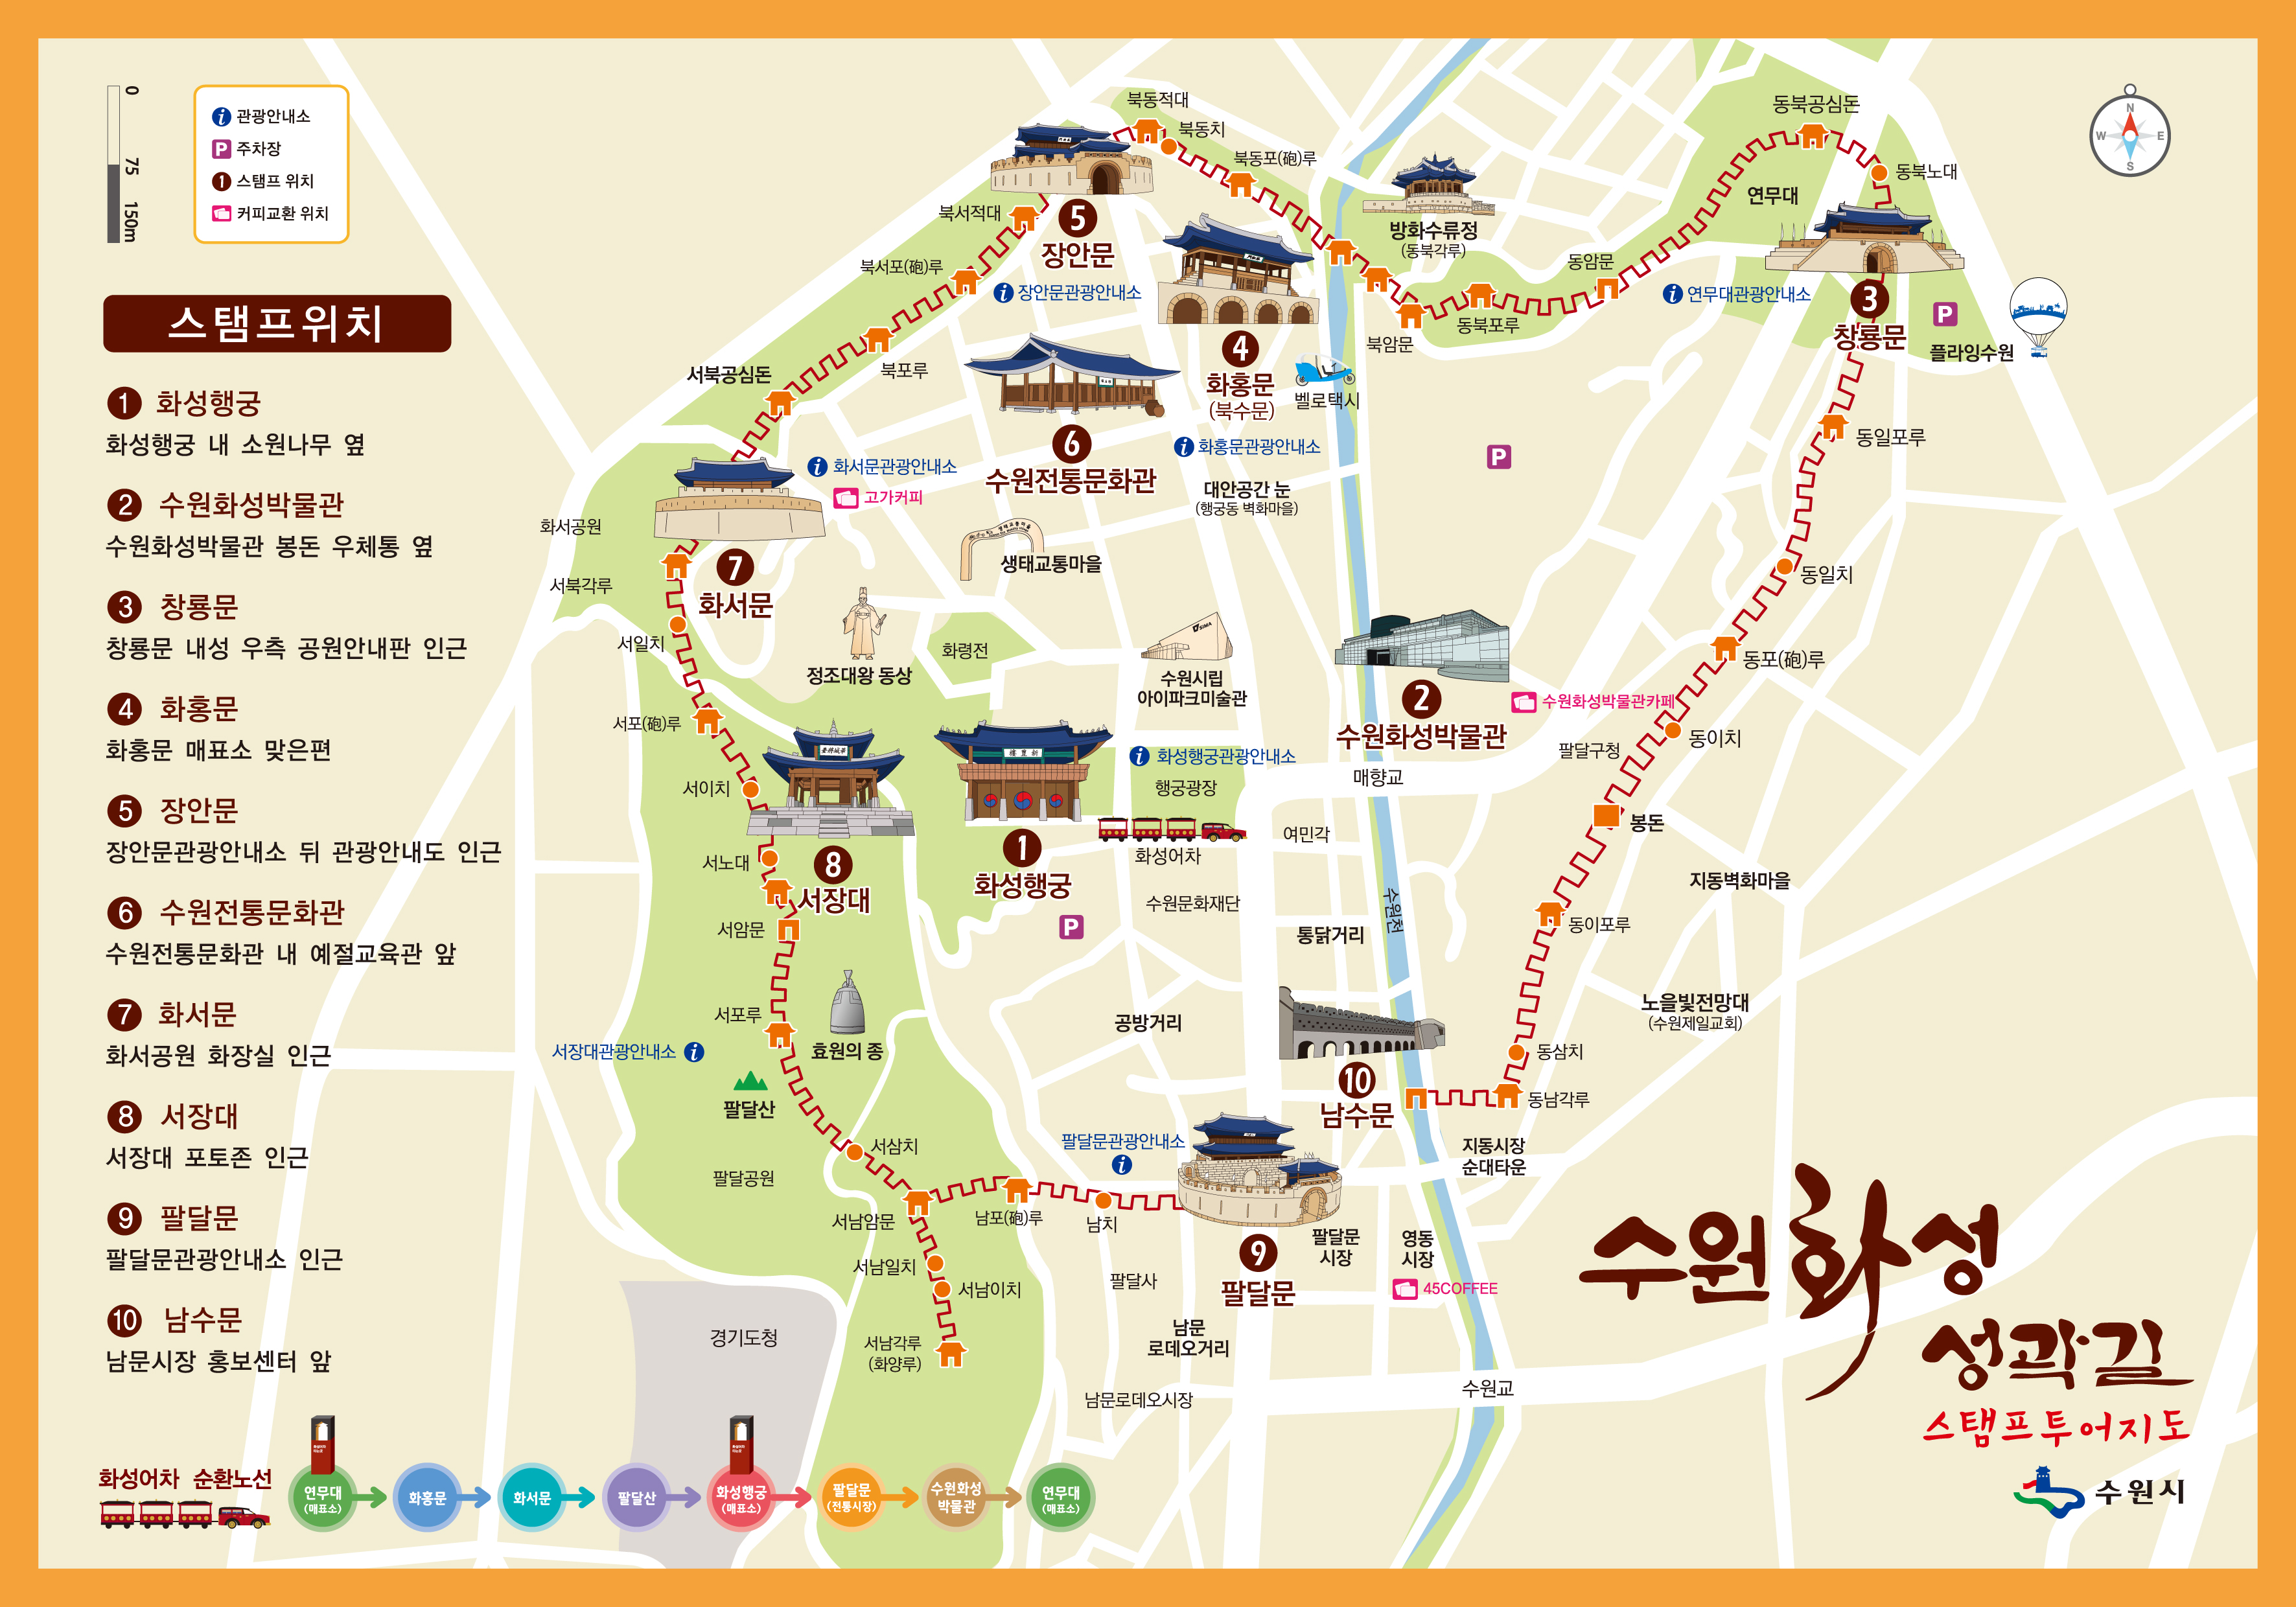 0
75
150m
관광안내소
P 주차장
1 스탬프 위치
커피교환 위치
N
W E
S
스탬프위치
1 화성행궁
화성행궁 내 소원나무 옆
2 수원화성박물관
수원화성박물관 봉돈 우체통 옆
3 창룡문
창룡문 내성 우측 공원안내판 인근
4 화홍문
화홍문 매표소 맞은편
5 장안문
장안문관광안내소 뒤 관광안내도 인근
6 수원전통문화관
수원전통문화관 내 예절교육관 앞
7 화서문
화서공원 화장실 인근
8 서장대
서장대 포토존 인근
9 팔달문
팔달문관광안내소 인근
10 남수문
남문시장 홍보센터 앞
북동적대
북동치
북동포(砲)루
북서적대
5
장안문
북서포(砲)루
장안문관광안내소
방화수류정
(동북각루)
동북공심돈
동북노대
연무대
동암문
연무대관광안내소
3
창룡문
P
플라잉수원
동북포루
북암문
4
화홍문
(북수문)
벨로택시
북포루
서북공심돈
6
수원전통문화관
화홍문관광안내소
대안공간 눈
(행궁동 벽화마을)
P
동일포루
화서문관광안내소
고가커피
화서공원
7
화서문
생태교통마을
서북각루
동일치
서일치
정조대왕 동상
화령전
SIMA
수원시립
아이파크미술관
2
수원화성박물관
수원화성박물관카페
동포(砲)루
서포(砲)루
동이치
팔달구청
화성행궁관광안내소
행궁광장
매향교
서이치
봉돈
1
화성행궁
화성어차
여민각
서노대
8
서장대
지동벽화마을
수원문화재단
수원천
P
서암문
통닭거리
동이포루
서포루
효원의 종
공방거리
노을빛전망대
(수원제일교회)
서장대관광안내소
동삼치
팔달산
10
남수문
동남각루
팔달문관광안내소
지동시장
순대타운
서삼치
팔달공원
서남암문
남포(砲)루
남치
9
팔달문
팔달문
시장
영동
시장
45COFFEE
서남일치
서남이치
팔달사
경기도청
서남각루
(화양루)
남문
로데오거리
남문로데오시장
수원교
수원화성
성곽길
스탬프투어지도
수원시
화성어차 순환노선
연무대
(매표소)
화홍문
화서문
팔달산
화성행궁
(매표소)
팔달문
(전통시장)
수원화성
박물관
연무대
(매표소)